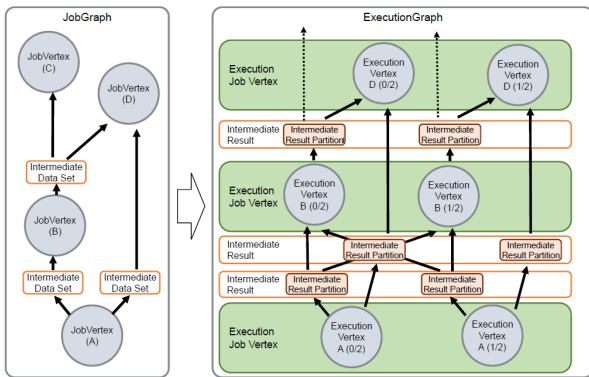 JobGraph
JobVertex
(C)
JobVertex
(D)
Intermediate
Data Set
JobVertex
(B)
Intermediate
Data Set
Intermediate
Data Set
JobVertex
(A)
ExecutionGraph
Execution
Job Vertex
Execution
Vertex
D (0/2)
Execution
Vertex
D (1/2)
Intermediate
Result
Intermediate
Result Partition
Intermediate
Result Partition
Execution
Job Vertex
Execution
Vertex
B (0/2)
Execution
Vertex
B (1/2)
Intermediate
Result
Intermediate
Result Partition
Intermediate
Result Partition
Intermediate
Result
Intermediate
Result Partition
Intermediate
Result Partition
Execution
Job Vertex
Execution
Vertex
A (0/2)
Execution
Vertex
A (1/2)